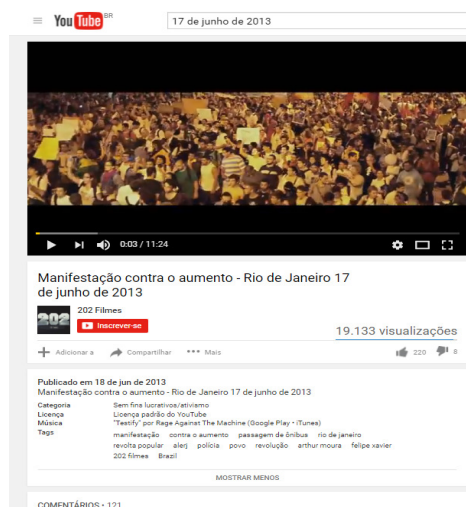 YouTube BR
17 de junho de 2013
0:03 / 11:24
Manifestação contra o aumento - Rio de Janeiro 17
de junho de 2013
202
202 Filmes
Inscrever-se
19.133 visualizações
Adicionar a Compartilhar Mais 220 8
Publicado em 18 de jun de 2013
Manifestação contra o aumento - Rio de Janeiro 17 de junho de 2013
Categoria Sem fins lucrativos/ativismo
Licença Licença padrão do YouTube
Música "Testify" por Rage Against The Machine (Google Play • iTunes)
Tags manifestação contra o aumento passagem de ônibus rio de janeiro
revolta popular alerj polícia povo revolução arthur moura felipe xavier
202 filmes Brazil
MOSTRAR MENOS
COMENTÁRIOS • 121